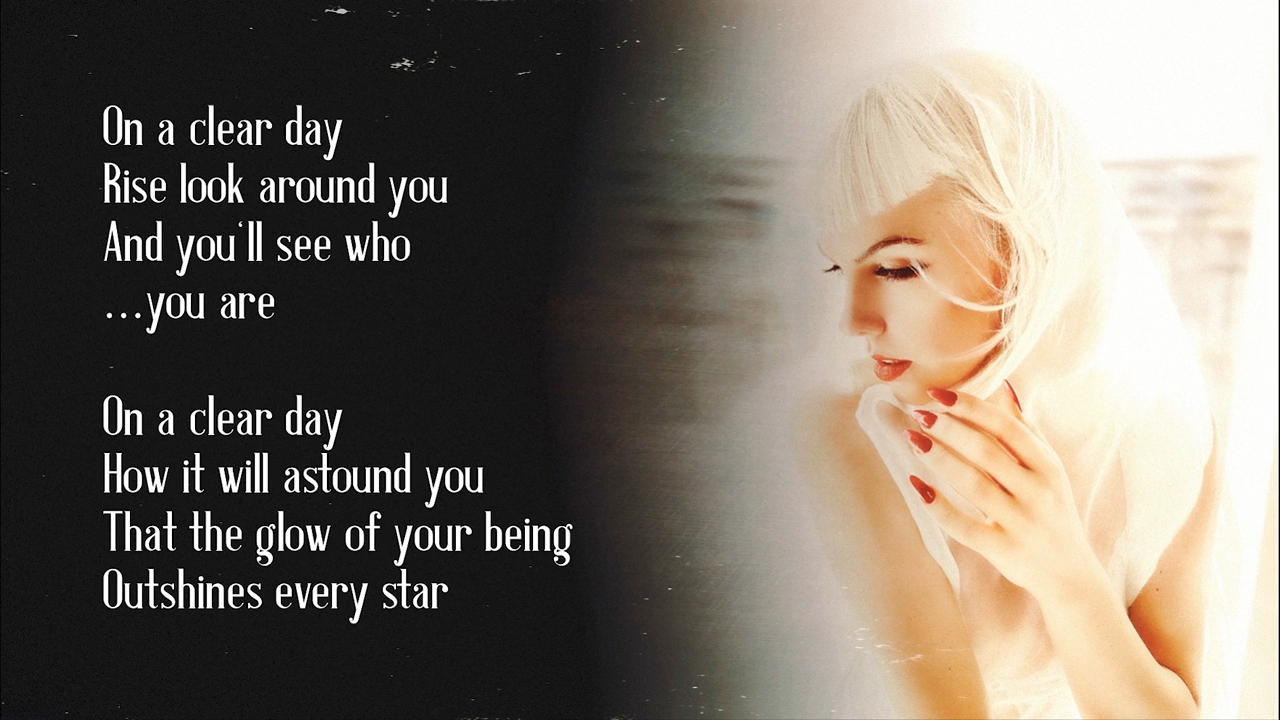 On a clear day
Rise look around you
And you'll see who
...you are
On a clear day
How it will astound you
That the glow of your being
Outshines every star